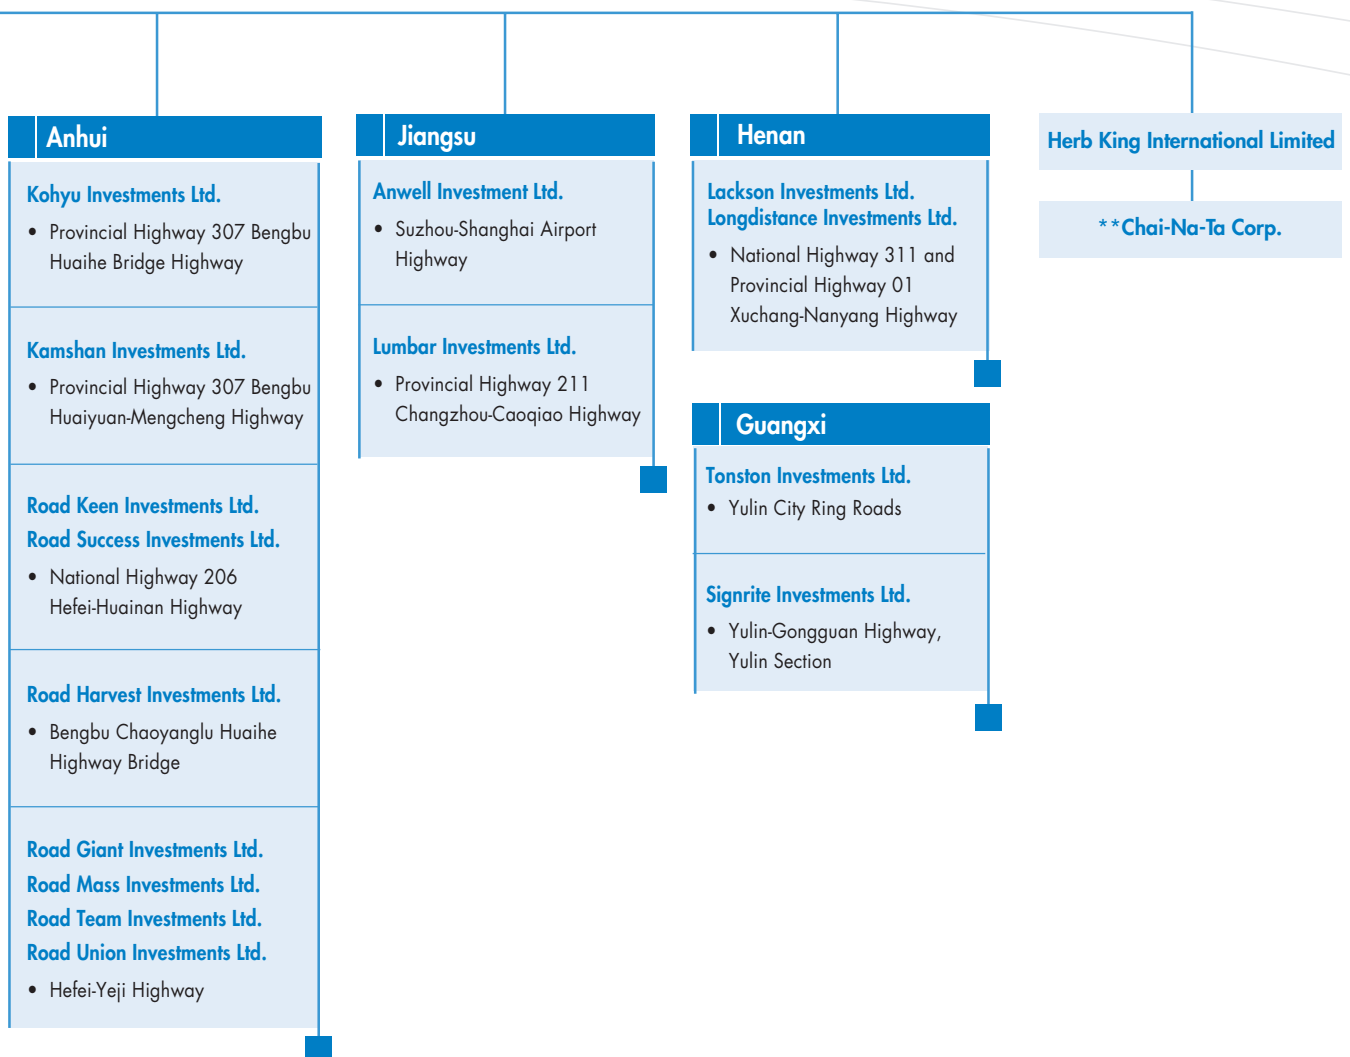 Anhui
Kohyu Investments Ltd.
• Provincial Highway 307 Bengbu
Huaihe Bridge Highway
Kamshan Investments Ltd.
• Provincial Highway 307 Bengbu
Huaiyuan-Mengcheng Highway
Road Keen Investments Ltd.
Road Success Investments Ltd.
• National Highway 206
Hefei-Huainan Highway
Road Harvest Investments Ltd.
• Bengbu Chaoyanglu Huaihe
Highway Bridge
Road Giant Investments Ltd.
Road Mass Investments Ltd.
Road Team Investments Ltd.
Road Union Investments Ltd.
• Hefei-Yeji Highway
Jiangsu
Anwell Investment Ltd.
• Suzhou-Shanghai Airport
Highway
Lumbar Investments Ltd.
• Provincial Highway 211
Changzhou-Caoqiao Highway
Henan
Lackson Investments Ltd.
Longdistance Investments Ltd.
• National Highway 311 and
Provincial Highway 01
Xuchang-Nanyang Highway
Guangxi
Tonston Investments Ltd.
• Yulin City Ring Roads
Signrite Investments Ltd.
• Yulin-Gongguan Highway,
Yulin Section
Herb King International Limited
**Chai-Na-Ta Corp.